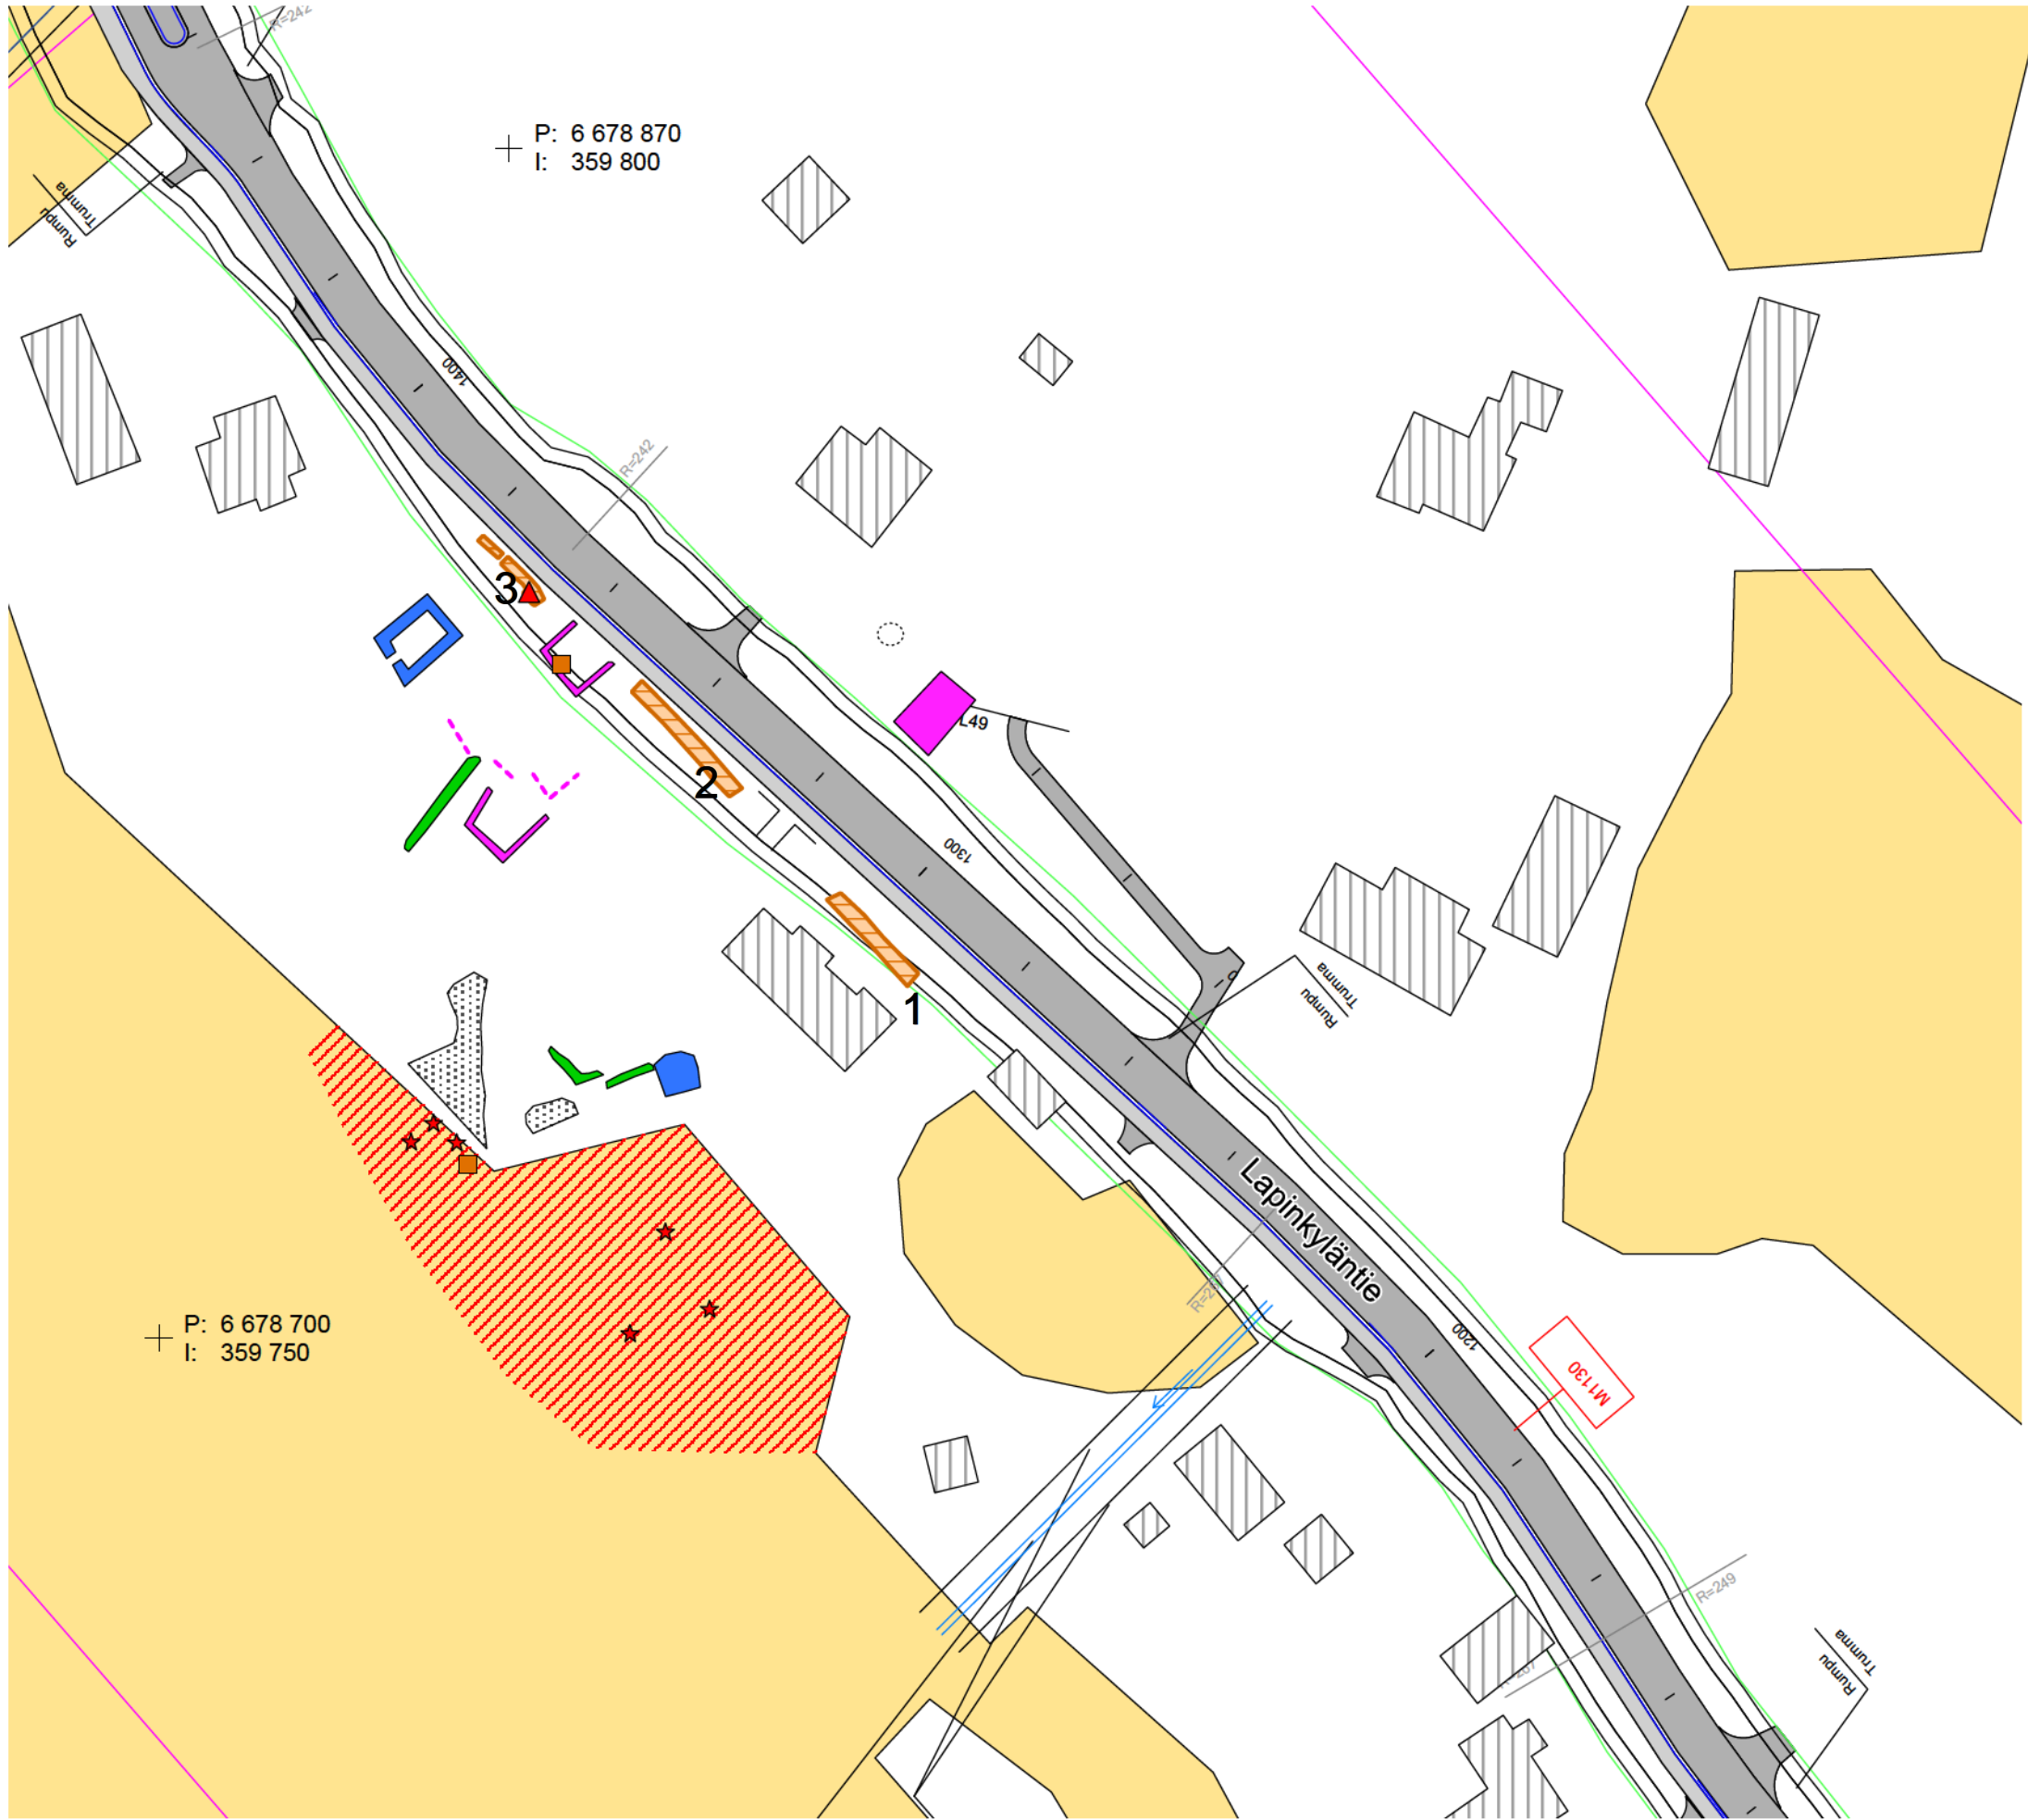 R=242
P: 6 678 870
I: 359 800
Trumma
Rumpu
1400
R=242
3
L49
2
1300
1
Trumma
Rumpu
Lapinkyläntie
P: 6 678 700
I: 359 750
1200
M1130
R=249
Trumma
Rumpu